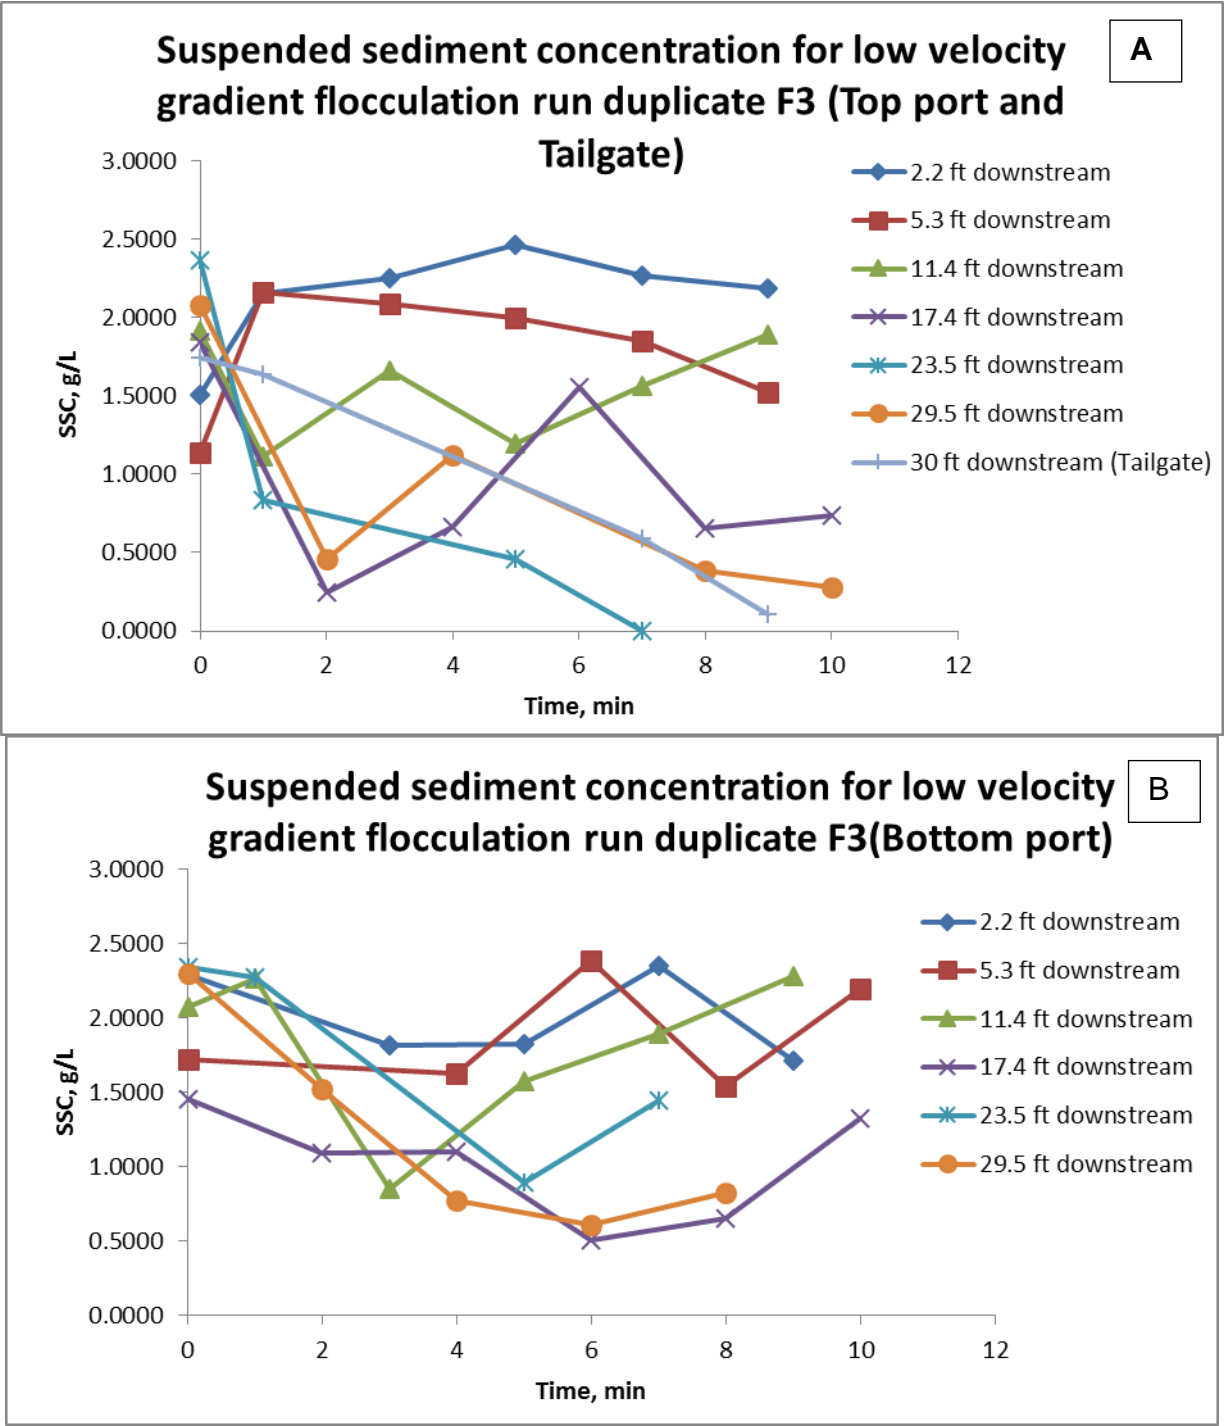 Suspended sediment concentration for low velocity
gradient flocculation run duplicate F3 (Top port and
Tailgate)
A
3.0000
2.5000
2.0000
1.5000
1.0000
0.5000
0.0000
SSC, g/L
0 2 4 6 8 10 12
Time, min
2.2 ft downstream
5.3 ft downstream
11.4 ft downstream
17.4 ft downstream
23.5 ft downstream
29.5 ft downstream
30 ft downstream (Tailgate)
Suspended sediment concentration for low velocity
gradient flocculation run duplicate F3(Bottom port)
B
3.0000
2.5000
2.0000
1.5000
1.0000
0.5000
0.0000
SSC, g/L
0 2 4 6 8 10 12
Time, min
2.2 ft downstream
5.3 ft downstream
11.4 ft downstream
17.4 ft downstream
23.5 ft downstream
29.5 ft downstream